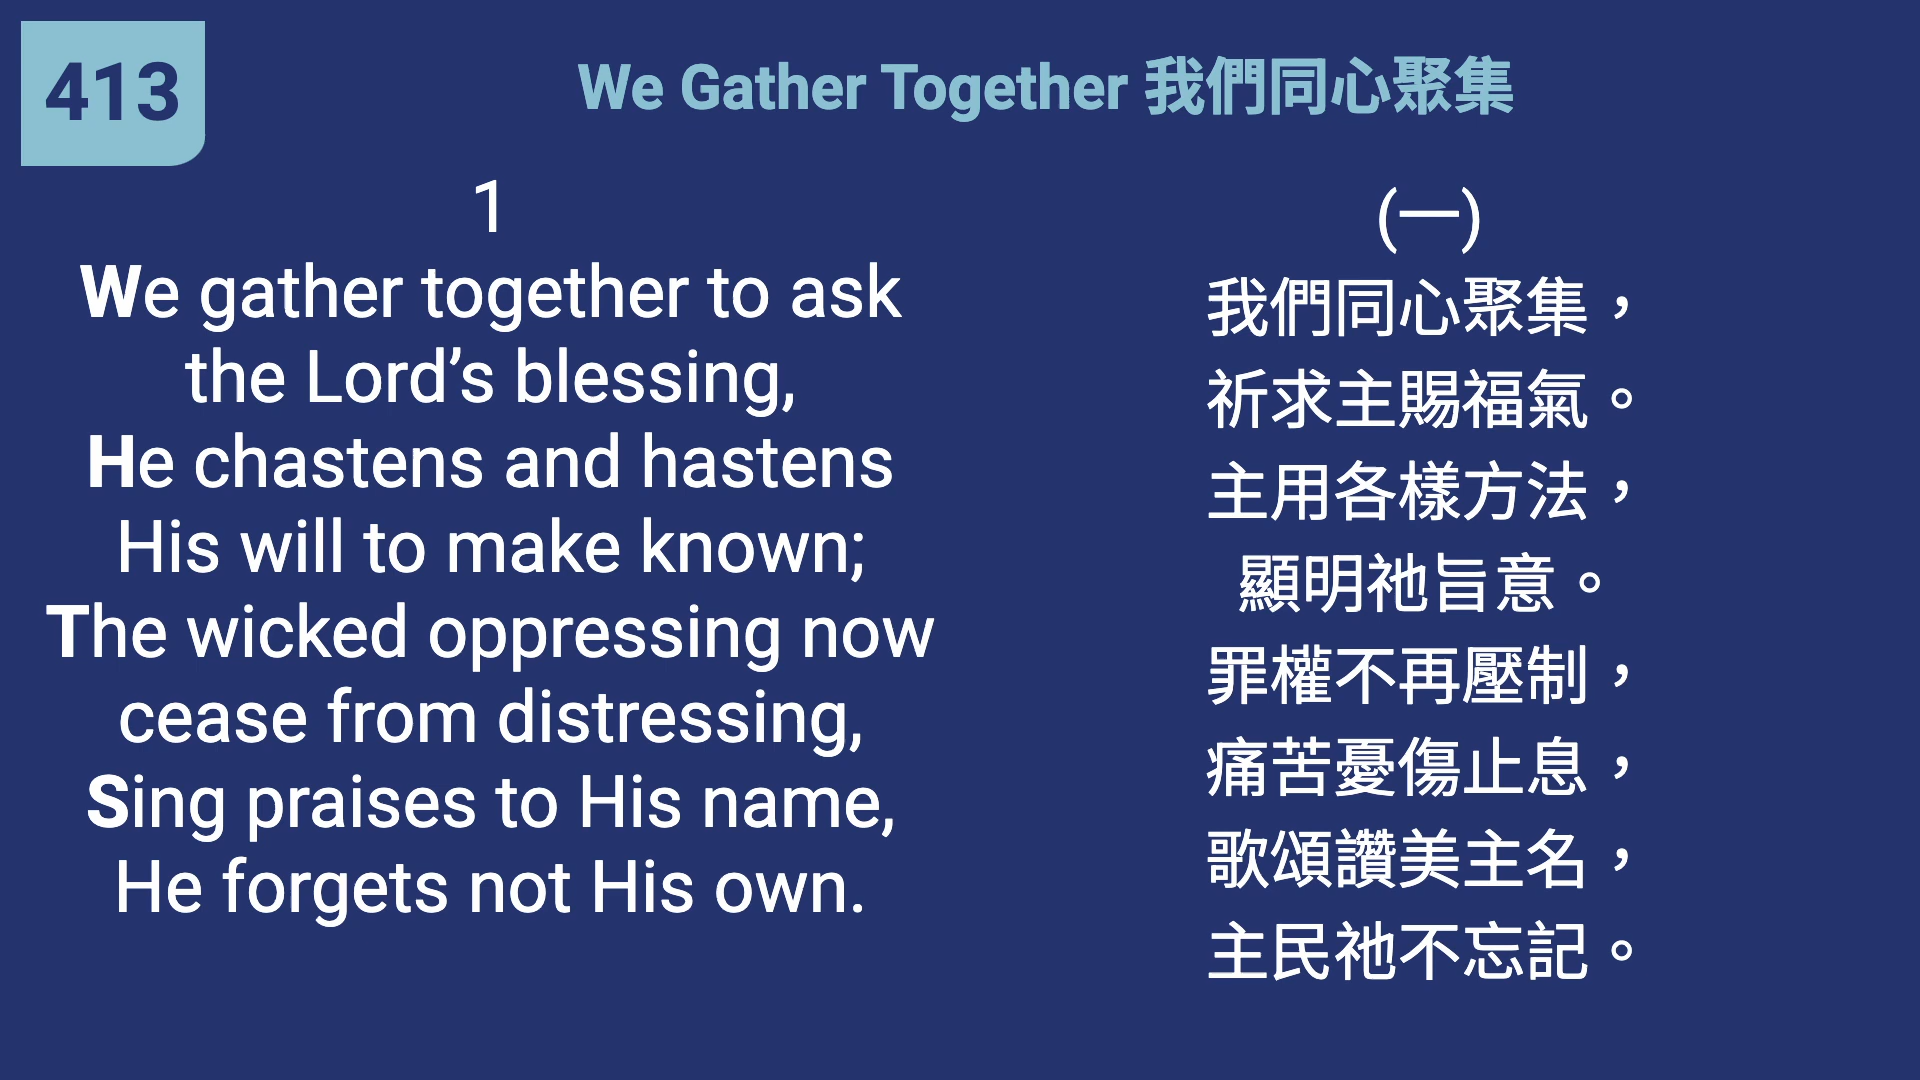 413
We Gather Together 我們同心聚集
1
We gather together to ask
the Lord’s blessing,
He chastens and hastens
His will to make known;
The wicked oppressing now
cease from distressing,
Sing praises to His name,
He forgets not His own.
(一)
我們同心聚集，
祈求主賜福氣。
主用各樣方法，
顯明祂旨意。
罪權不再壓制，
痛苦憂傷止息，
歌頌讚美主名，
主民祂不忘記。